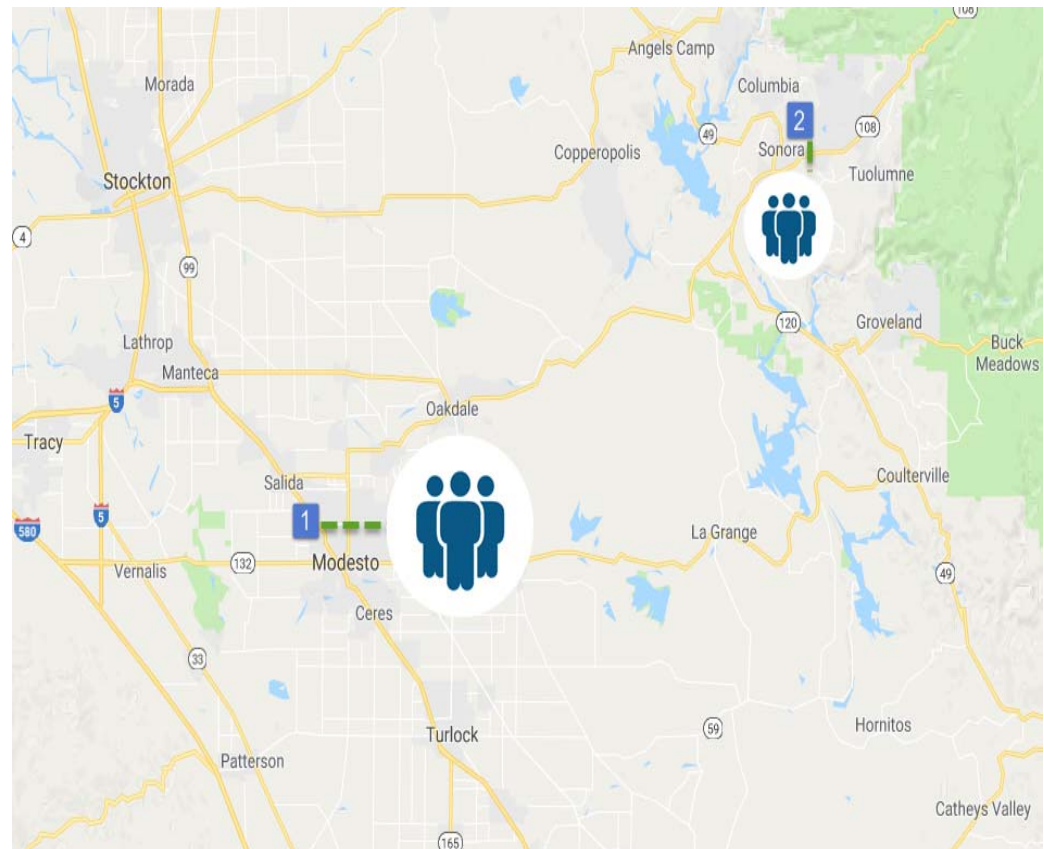 108
Angels Camp
Morada
Columbia
2
49
108
Copperopolis
Sonora
Tuolumne
Stockton
4
99
120
Groveland
Lathrop
Buck
Meadows
Manteca
5
Oakdale
Tracy
Salida
Coulterville
1
5
580
La Grange
132
Modesto
Vernalis
49
Ceres
33
59
Hornitos
Turlock
Patterson
Catheys Valley
165